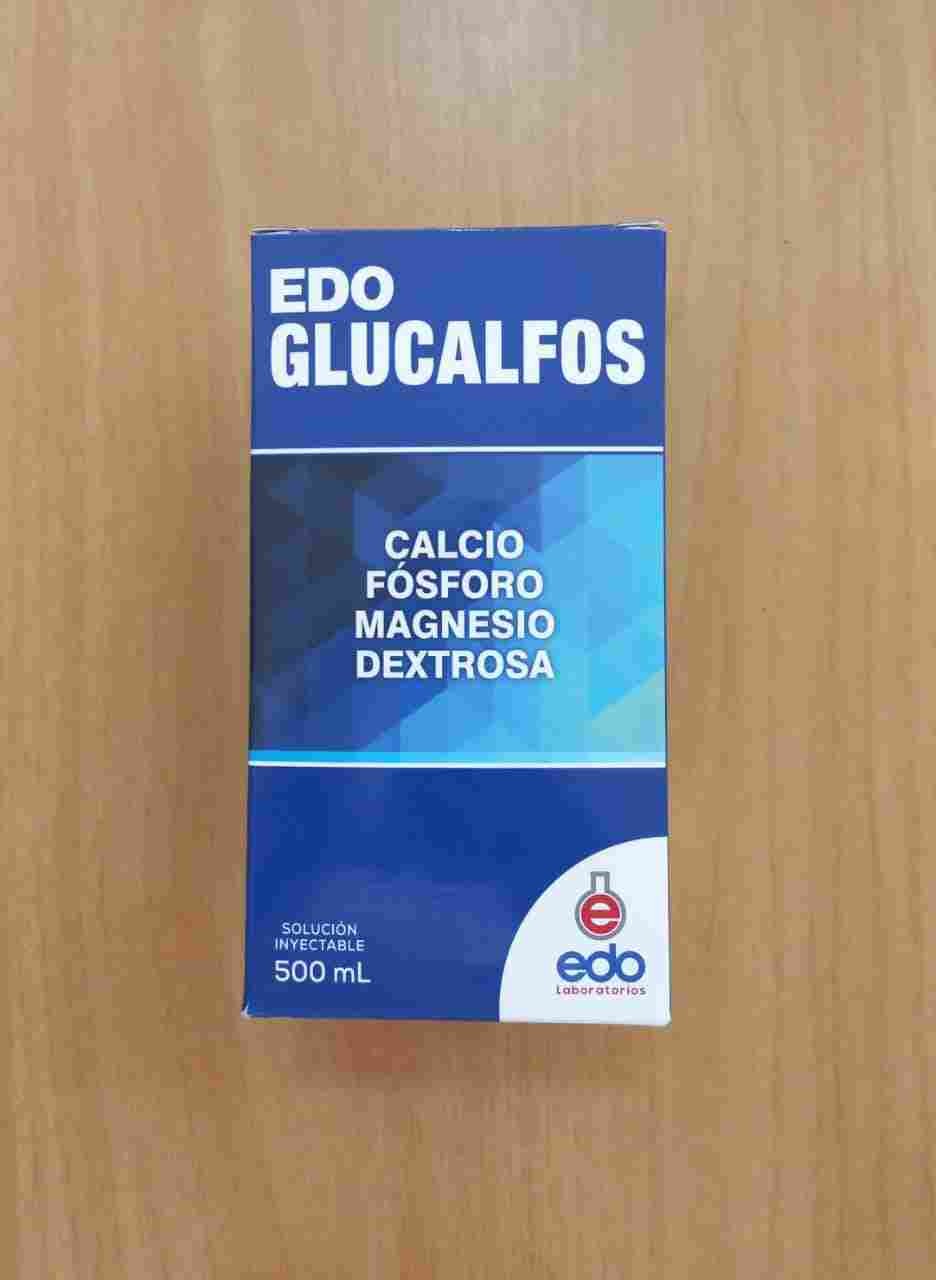 EDO
GLUCALFOS
CALCIO
FÓSFORO
MAGNESIO
DEXTROSA
SOLUCIÓN
INYECTABLE
500 mL
e
edo
Laboratorios